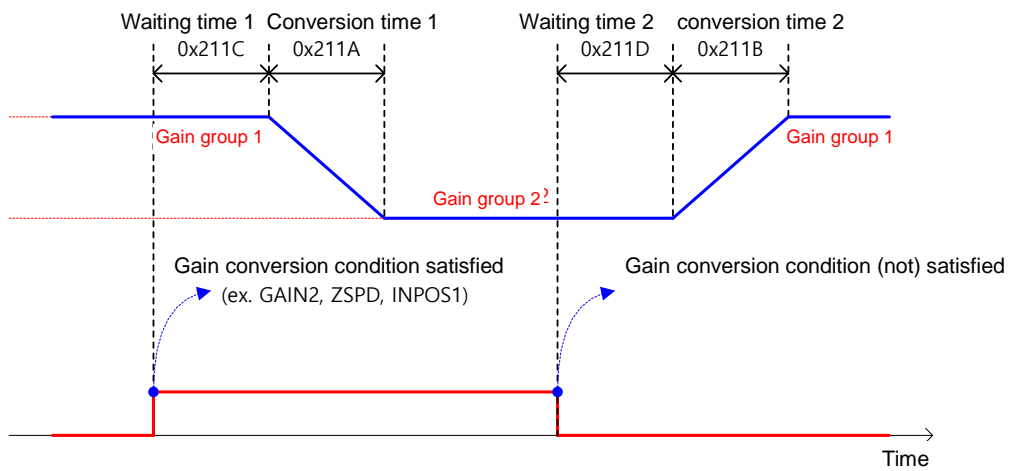 Waiting time 1 Conversion time 1 Waiting time 2 conversion time 2
0x211C 0x211A 0x211D 0x211B
Gain group 1 Gain group 1
Gain group 2
Gain conversion condition satisfied Gain conversion condition (not) satisfied
(ex. GAIN2, ZSPD, INPOS1)
Time